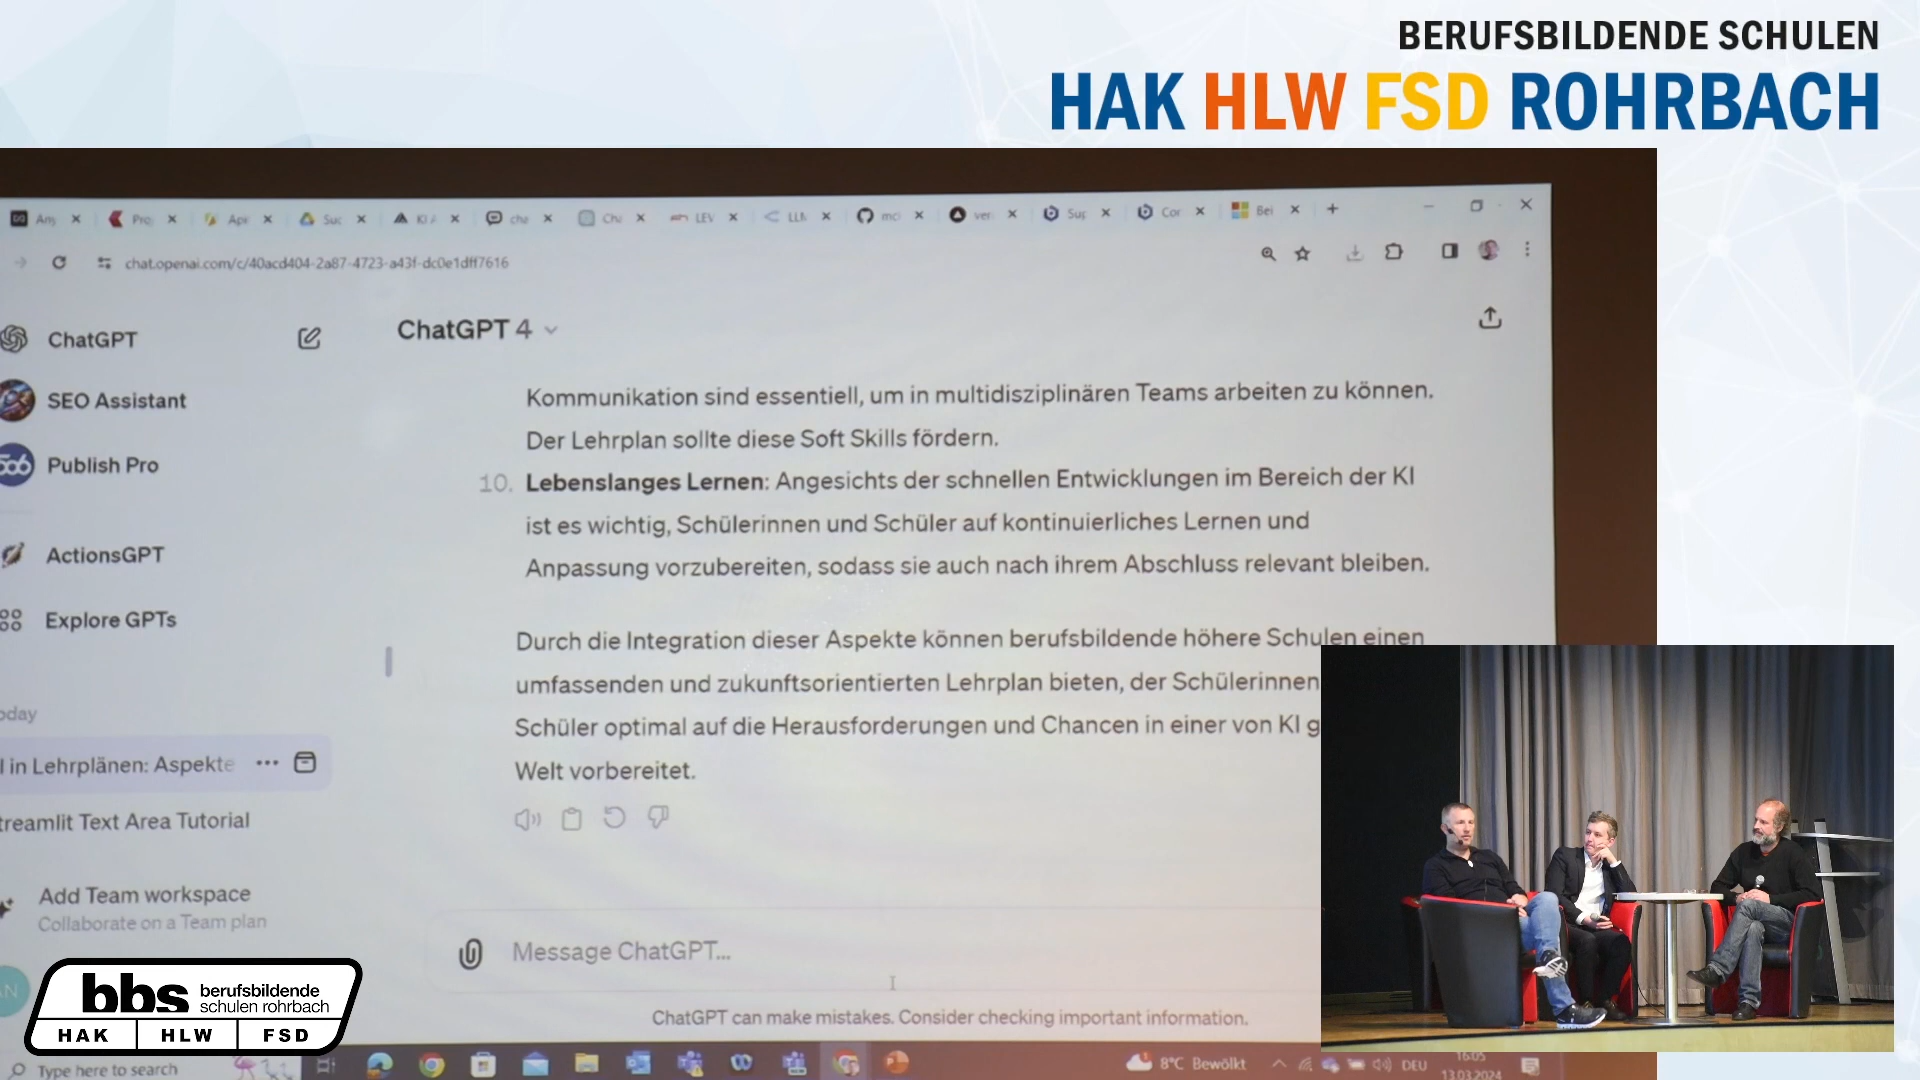 BERUFSBILDENDE SCHULEN
HAK HLW FSD ROHRBACH
chat.openai.com/c/40acd404-2a87-4723-a43f-dc0e1dff7616
ChatGPT
ChatGPT 4
SEO Assistant
Publish Pro
ActionsGPT
Explore GPTs
in Lehrplänen: Aspekte
Text Area Tutorial
Add Team workspace
Collaborate on a Team plan
Kommunikation sind essentiell, um in multidisziplinären Teams arbeiten zu können.
Der Lehrplan sollte diese Soft Skills fördern.
10. Lebenslanges Lernen: Angesichts der schnellen Entwicklungen im Bereich der KI
ist es wichtig, Schülerinnen und Schüler auf kontinuierliches Lernen und
Anpassung vorzubereiten, sodass sie auch nach ihrem Abschluss relevant bleiben.
Durch die Integration dieser Aspekte können berufsbildende höhere Schulen einen
umfassenden und zukunftsorientierten Lehrplan bieten, der Schülerinnen
Schüler optimal auf die Herausforderungen und Chancen in einer von KI g
Welt vorbereitet.
Message ChatGPT...
ChatGPT can make mistakes. Consider checking important information.
bbs berufsbildende
schulen rohrbach
HAK HLW FSD
Type here to search
8°C Bewölkt
DEU
16:05
13.03.2024